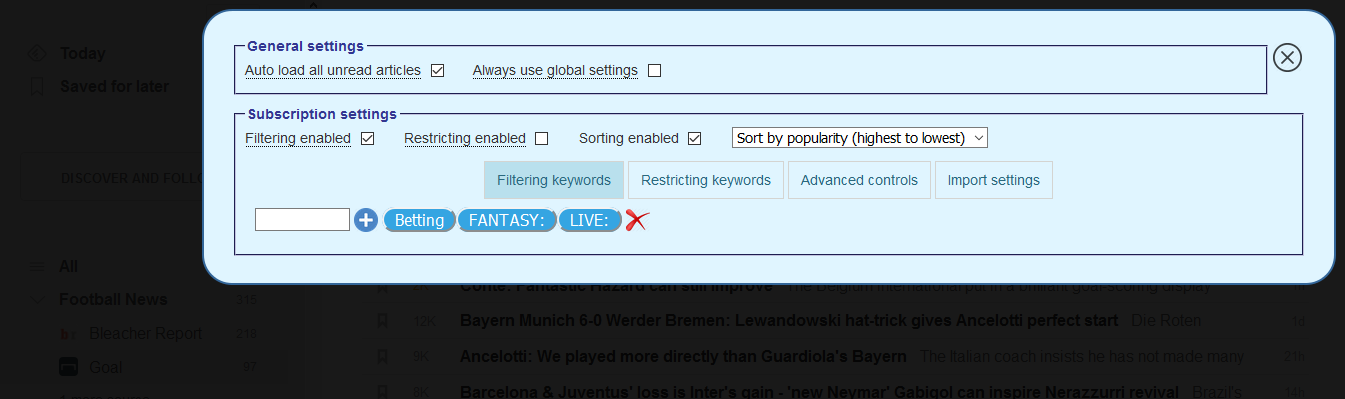 General settings
Auto load all unread articles
Always use global settings
Subscription settings
Filtering enabled
Restricting enabled
Sorting enabled
Sort by popularity (highest to lowest)
Filtering keywords
Restricting keywords
Advanced controls
Import settings
Betting
FANTASY:
LIVE:
Today
Saved for later
DISCOVER AND FOLLO
All
Football News 315
Bleacher Report 218
Goal 97
Conte: Fantastic Hazard can still improve The Belgium international put in a brilliant goal-scoring display
12K Bayern Munich 6-0 Werder Bremen: Lewandowski hat-trick gives Ancelotti perfect start Die Roten 1d
9K Ancelotti: We played more directly than Guardiola's Bayern The Italian coach insists he has not made many 21h
8K Barcelona & Juventus' loss is Inter's gain - 'new Neymar' Gabigol can inspire Nerazzurri revival Brazil's 14h